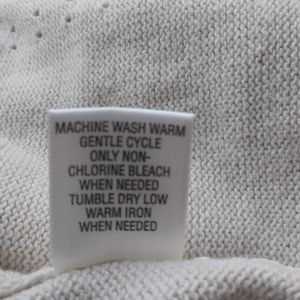 MACHINE WASH WARM
GENTLE CYCLE
ONLY NON-
CHLORINE BLEACH
WHEN NEEDED
TUMBLE DRY LOW
WARM IRON
WHEN NEEDED